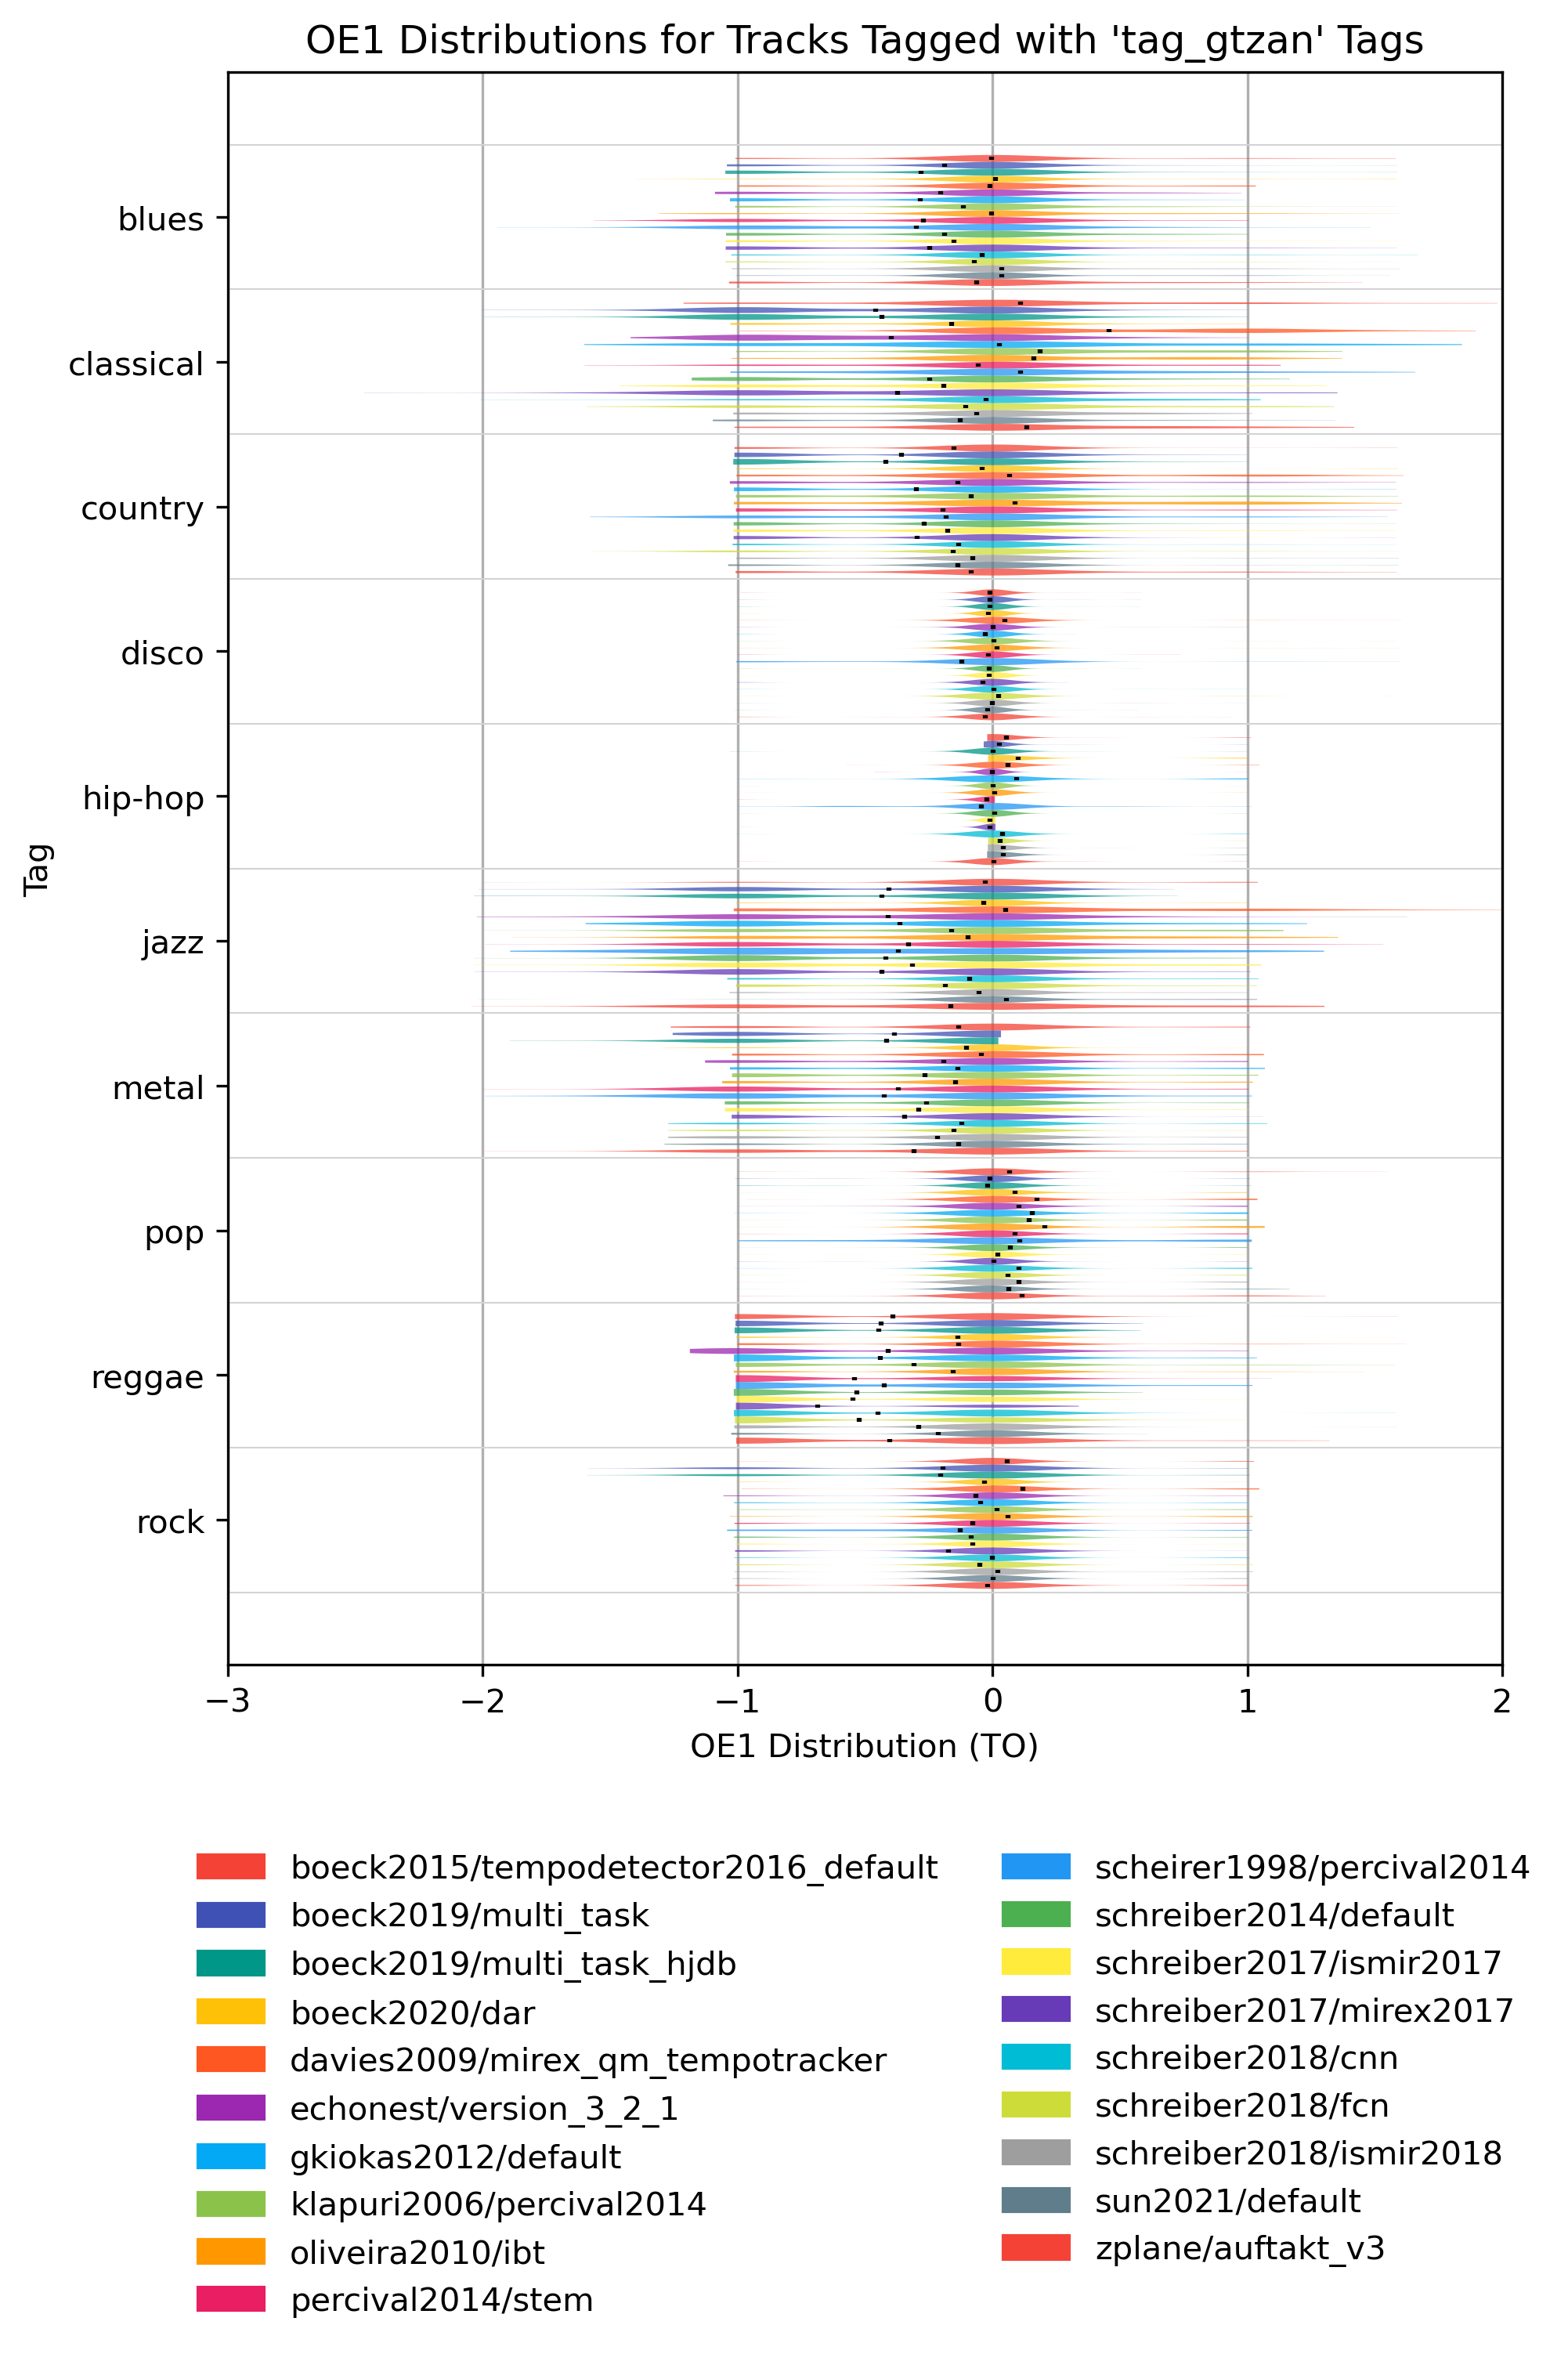 OE1 Distributions for Tracks Tagged with 'tag_gtzan' Tags
Tag
blues
classical
country
disco
hip-hop
jazz
metal
pop
reggae
rock
−3 −2 −1 0 1 2
OE1 Distribution (TO)
boeck2015/tempodetector2016_default
boeck2019/multi_task
boeck2019/multi_task_hjdb
boeck2020/dar
davies2009/mirex_qm_tempotracker
echonest/version_3_2_1
gkiokas2012/default
klapuri2006/percival2014
oliveira2010/ibt
percival2014/stem
scheirer1998/percival2014
schreiber2014/default
schreiber2017/ismir2017
schreiber2017/mirex2017
schreiber2018/cnn
schreiber2018/fcn
schreiber2018/ismir2018
sun2021/default
zplane/auftakt_v3